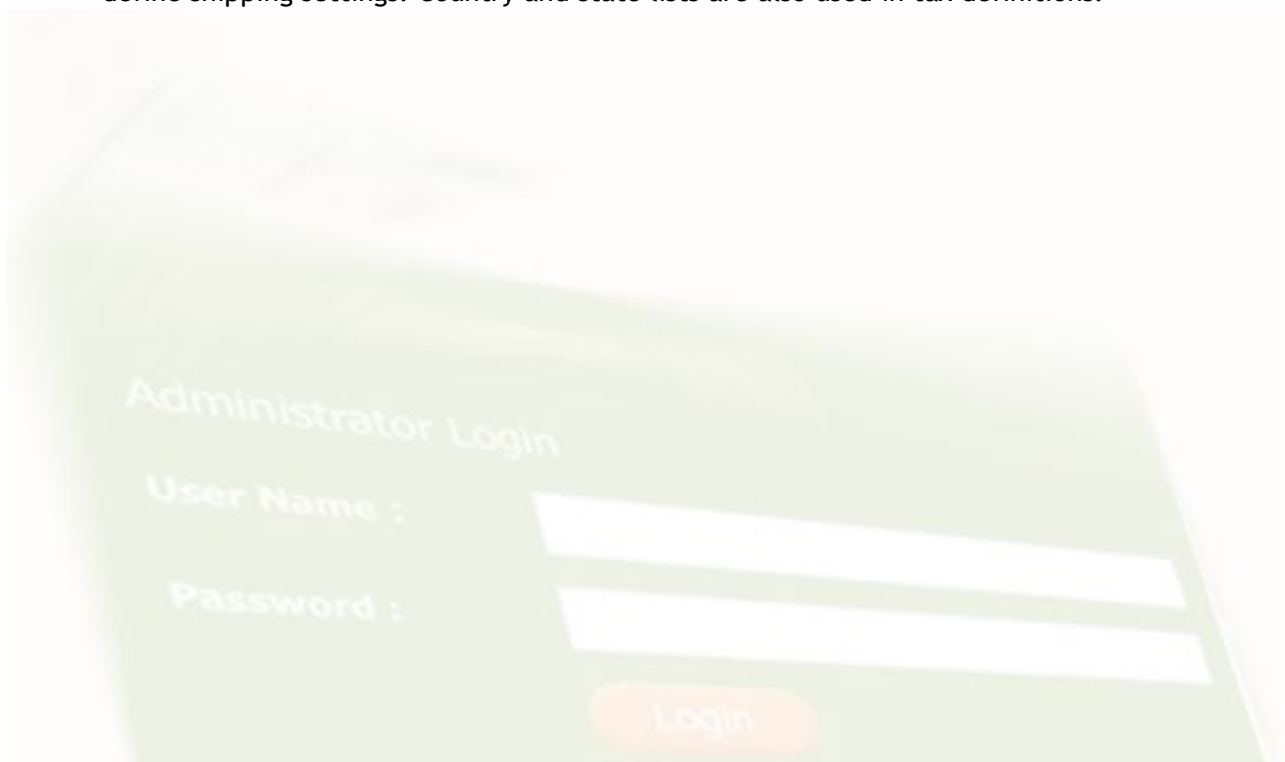 define shipping settings. Country and state lists are also used in tax definitions.
Administrator Login
User Name :
Password :
Login